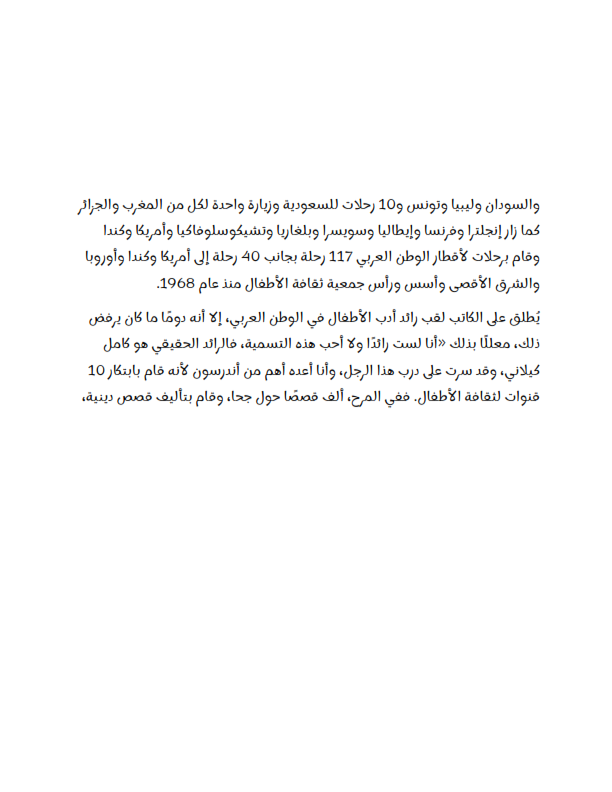 والسودان وليبيا وتونس و10 رحلات للسعودية وزيارة واحدة لكل من المغرب والجزائر
كما زار إنجلترا وفرنسا وإيطاليا وسويسرا وبلغاريا وتشيكوسلوفاكيا وأمريكا وكندا
وقام برحلات لأقطار الوطن العربي 117 رحلة بجانب 40 رحلة إلى أمريكا وكندا وأوروبا
والشرق الأقصى وأسس ورأس جمعية ثقافة الأطفال منذ عام 1968.
يُطلق على الكاتب لقب رائد أدب الأطفال في الوطن العربي، إلا أنه دومًا ما كان يرفض
ذلك، معللًا بذلك «أنا لست رائدًا ولا أحب هذه التسمية، فالرائد الحقيقي هو كامل
كيلاني، وقد سرت على درب هذا الرجل، وأنا أعده أهم من أندرسون لأنه قام بابتكار 10
قنوات لثقافة الأطفال. ففي المرح، ألف قصصًا حول جحا، وقام بتأليف قصص دينية،